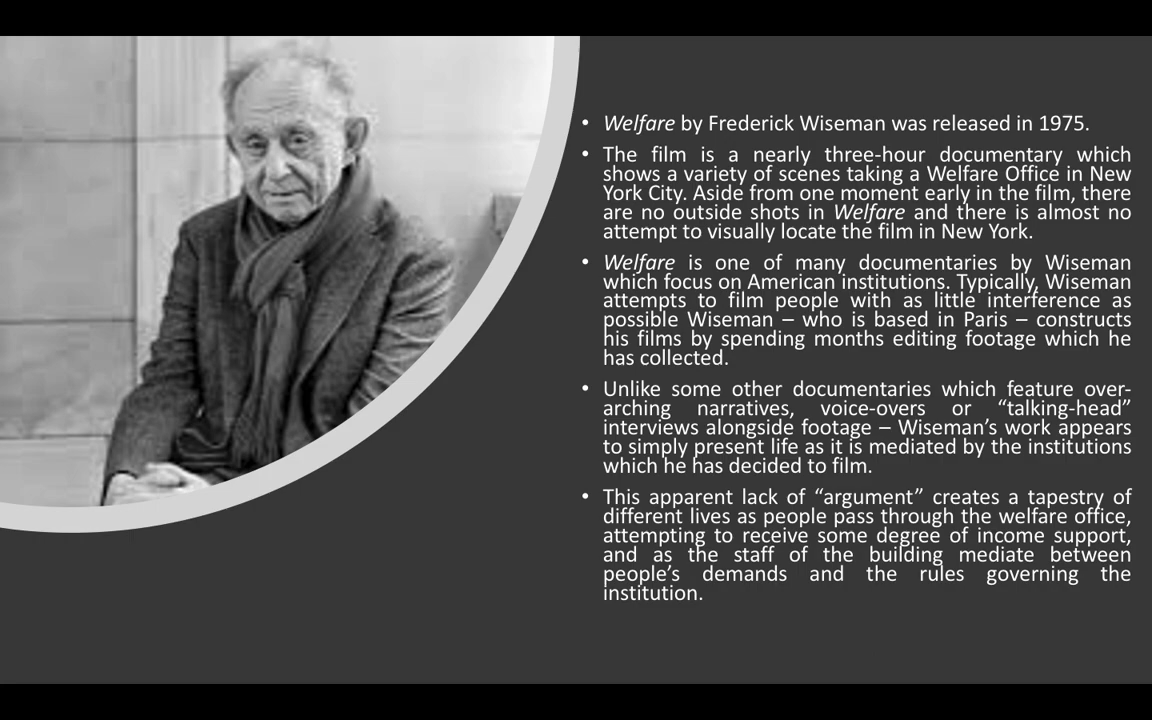 • Welfare by Frederick Wiseman was released in 1975.
• The film is a nearly three-hour documentary which
shows a variety of scenes taking a Welfare Office in New
York City. Aside from one moment early in the film, there
are no outside shots in Welfare and there is almost no
attempt to visually locate the film in New York.
• Welfare is one of many documentaries by Wiseman
which focus on American institutions. Typically, Wiseman
attempts to film people with as little interference as
possible Wiseman – who is based in Paris – constructs
his films by spending months editing footage which he
has collected.
• Unlike some other documentaries which feature over-
arching narratives, voice-overs or “talking-head”
interviews alongside footage – Wiseman’s work appears
to simply present life as it is mediated by the institutions
which he has decided to film.
• This apparent lack of “argument” creates a tapestry of
different lives as people pass through the welfare office,
attempting to receive some degree of income support,
and as the staff of the building mediate between
people’s demands and the rules governing the
institution.